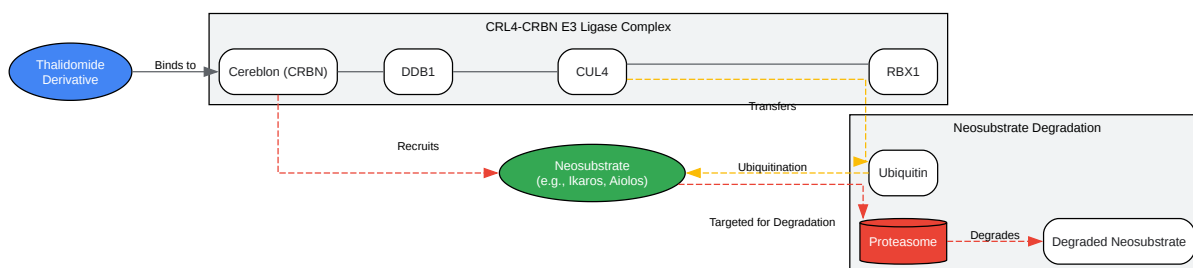 CRL4-CRBN E3 Ligase Complex
Thalidomide
Derivative
Binds to
Cereblon (CRBN)
DDB1
CUL4
RBX1
Transfers
Neosubstrate Degradation
Recruits
Neosubstrate
(e.g., Ikaros, Aiolos)
Ubiquitination
Ubiquitin
Targeted for Degradation
Proteasome
Degrades
Degraded Neosubstrate